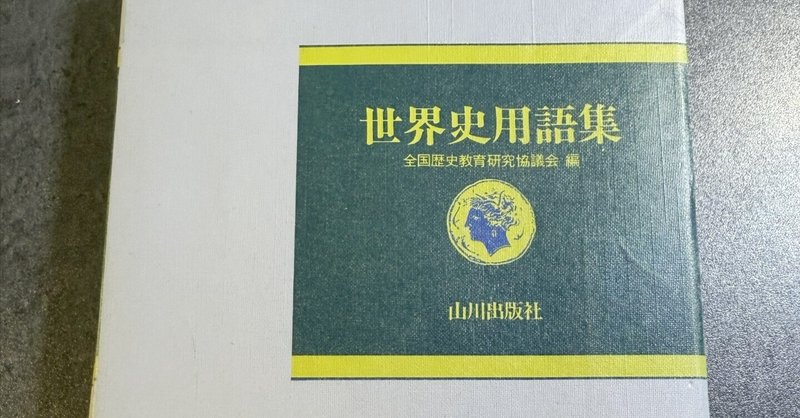 世界史用語集
全国歴史教育研究協議会 編
山川出版社